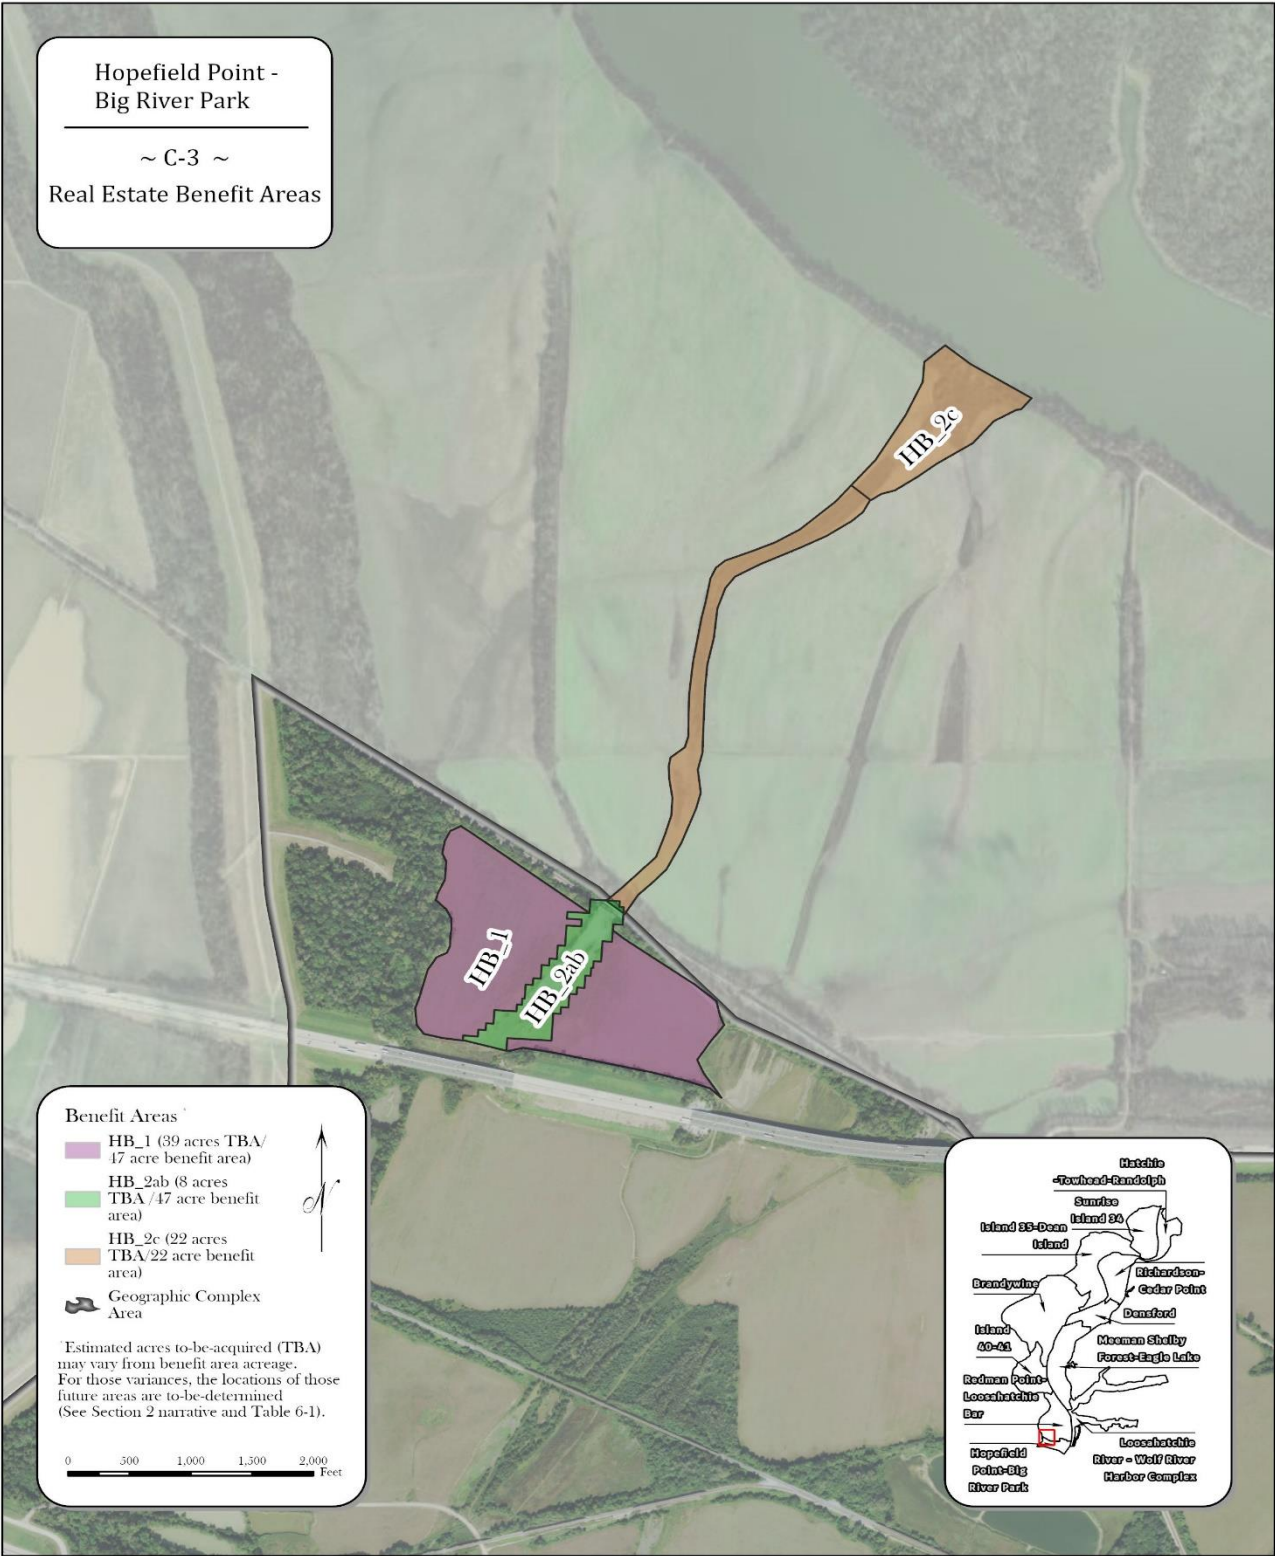 Hopefield Point -
Big River Park
~ C-3 ~
Real Estate Benefit Areas
HB_2c
HB_1
HB_2ab
Benefit Areas
HB_1 (39 acres TBA/
47 acre benefit area)
HB_2ab (8 acres
TBA /47 acre benefit
area)
HB_2c (22 acres
TBA/22 acre benefit
area)
Geographic Complex
Area
N
Estimated acres to-be-acquired (TBA)
may vary from benefit area acreage.
For those variances, the locations of those
future areas are to-be-determined
(See Section 2 narrative and Table 6-1).
0 500 1,000 1,500 2,000
Feet
Hatchie
-Towhead-Randolph
Sunrise
Island 34
Island 35-Dean
Island
Richardson-
Cedar Point
Brandywine
Densford
Island
40-41
Meeman Shelby
Forest-Eagle Lake
Redman Point-
Loosahatchie
Bar
Hopefield
Point-Big
River Park
Loosahatchie
River - Wolf River
Harbor Complex